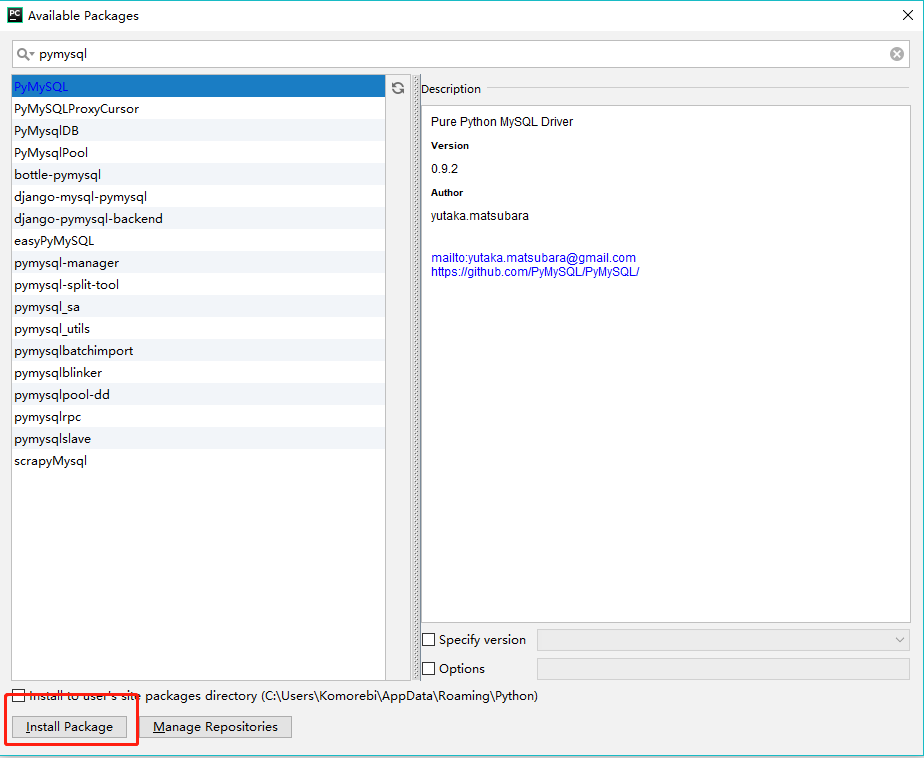 PC Available Packages
pymysql
PyMySQL
PyMySQLProxyCursor
PyMysqlDB
PyMysqlPool
bottle-pymysql
django-mysql-pymysql
django-pymysql-backend
easyPyMySQL
pymysql-manager
pymysql-split-tool
pymysql_sa
pymysql_utils
pymysqlbatchimport
pymysqlblinker
pymysqlpool-dd
pymysqlrpc
pymysqlslave
scrapyMysql
Description
Pure Python MySQL Driver
Version
0.9.2
Author
yutaka.matsubara
mailto:yutaka.matsubara@gmail.com
https://github.com/PyMySQL/PyMySQL/
Specify version
Options
Install to user's site packages directory (C:\Users\Komorebi\AppData\Roaming\Python)
Install Package
Manage Repositories